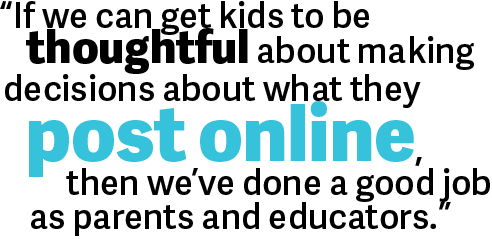 “If we can get kids to be
thoughtful about making
decisions about what they
post online,
then we’ve done a good job
as parents and educators.”